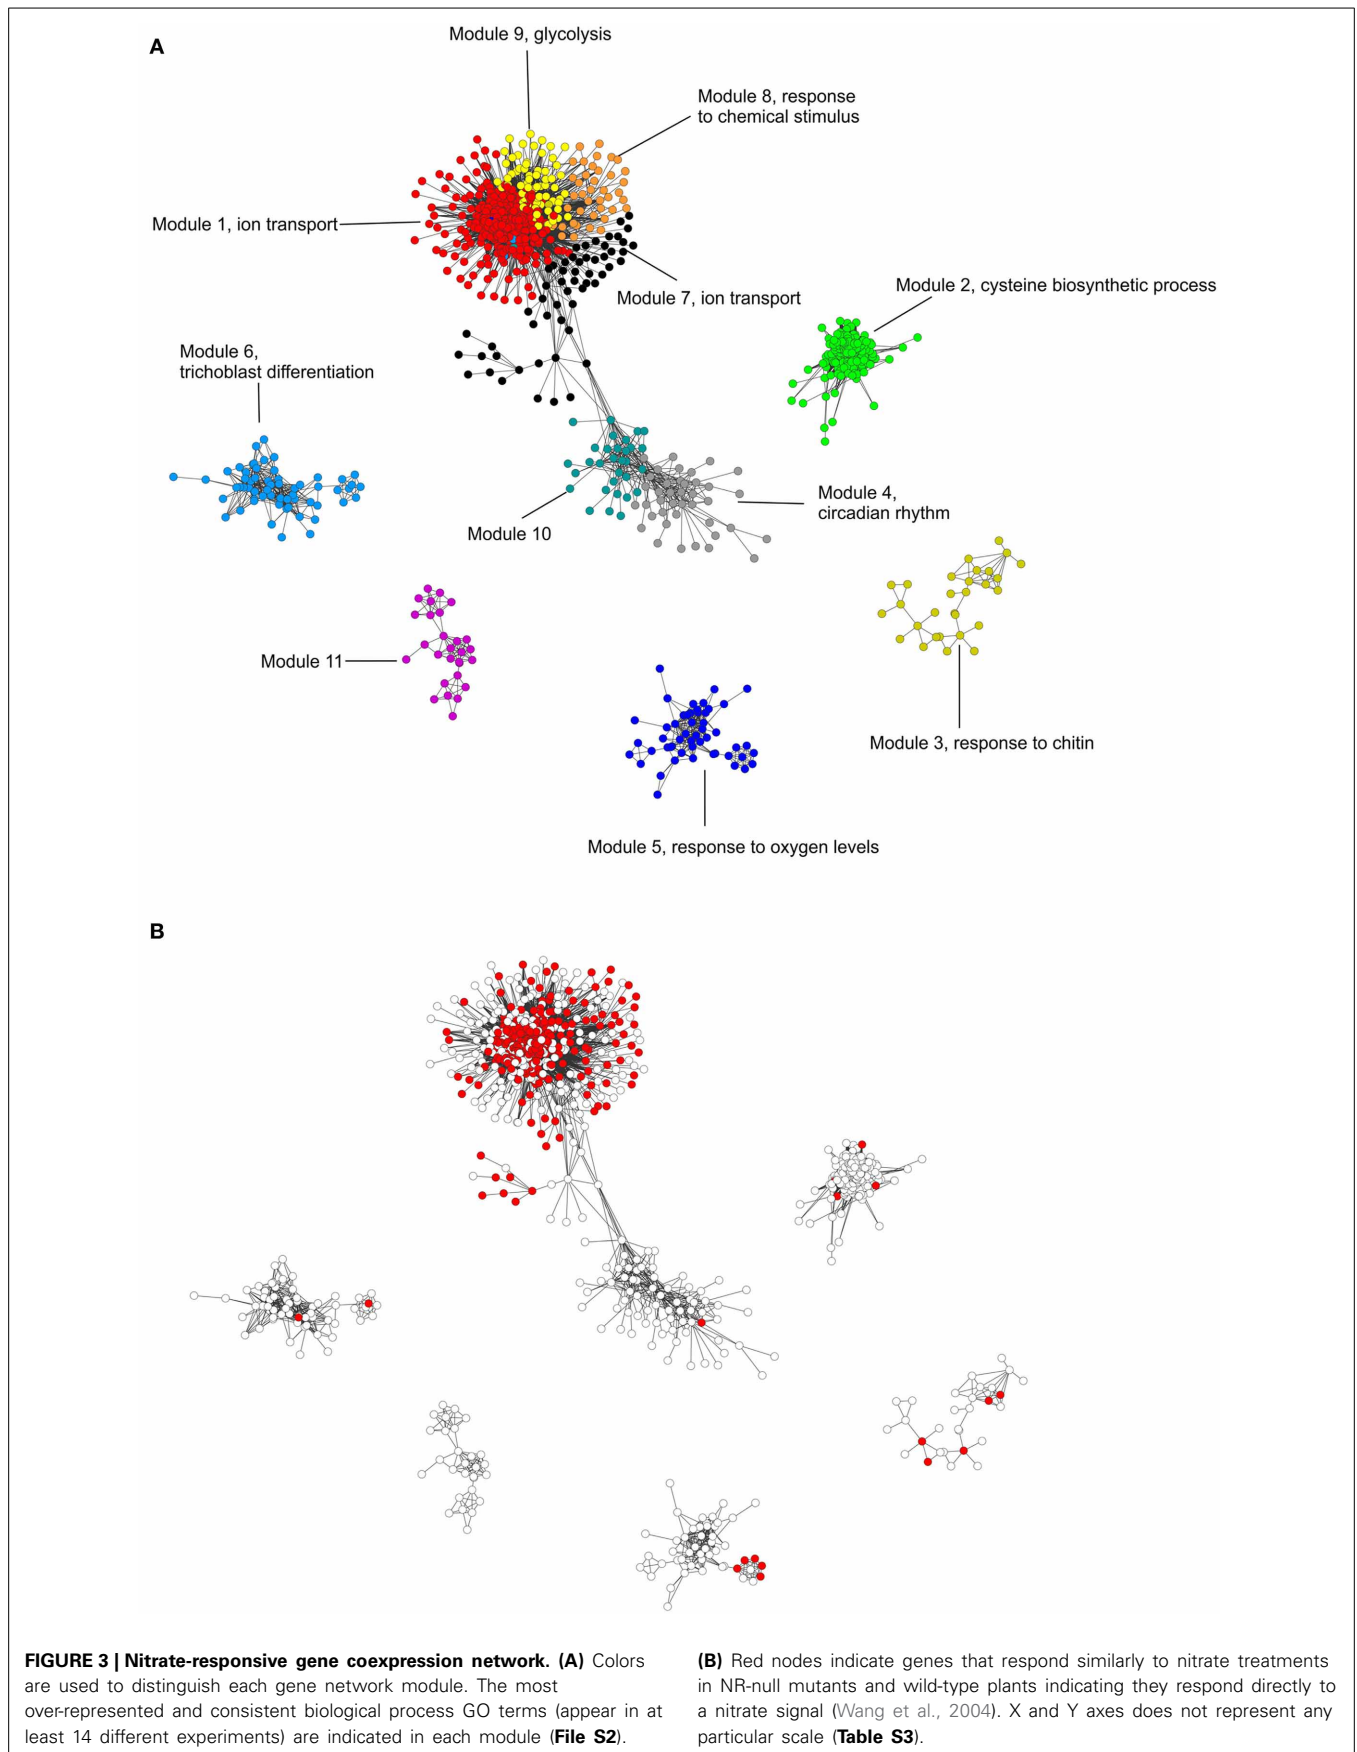 A
Module 9, glycolysis
Module 8, response
to chemical stimulus
Module 1, ion transport
Module 7, ion transport
Module 2, cysteine biosynthetic process
Module 6,
trichoblast differentiation
Module 4,
circadian rhythm
Module 10
Module 11
Module 3, response to chitin
Module 5, response to oxygen levels
B
FIGURE 3 | Nitrate-responsive gene coexpression network. (A) Colors
are used to distinguish each gene network module. The most
over-represented and consistent biological process GO terms (appear in at
least 14 different experiments) are indicated in each module (File S2).
(B) Red nodes indicate genes that respond similarly to nitrate treatments
in NR-null mutants and wild-type plants indicating they respond directly to
a nitrate signal (Wang et al., 2004). X and Y axes does not represent any
particular scale (Table S3).